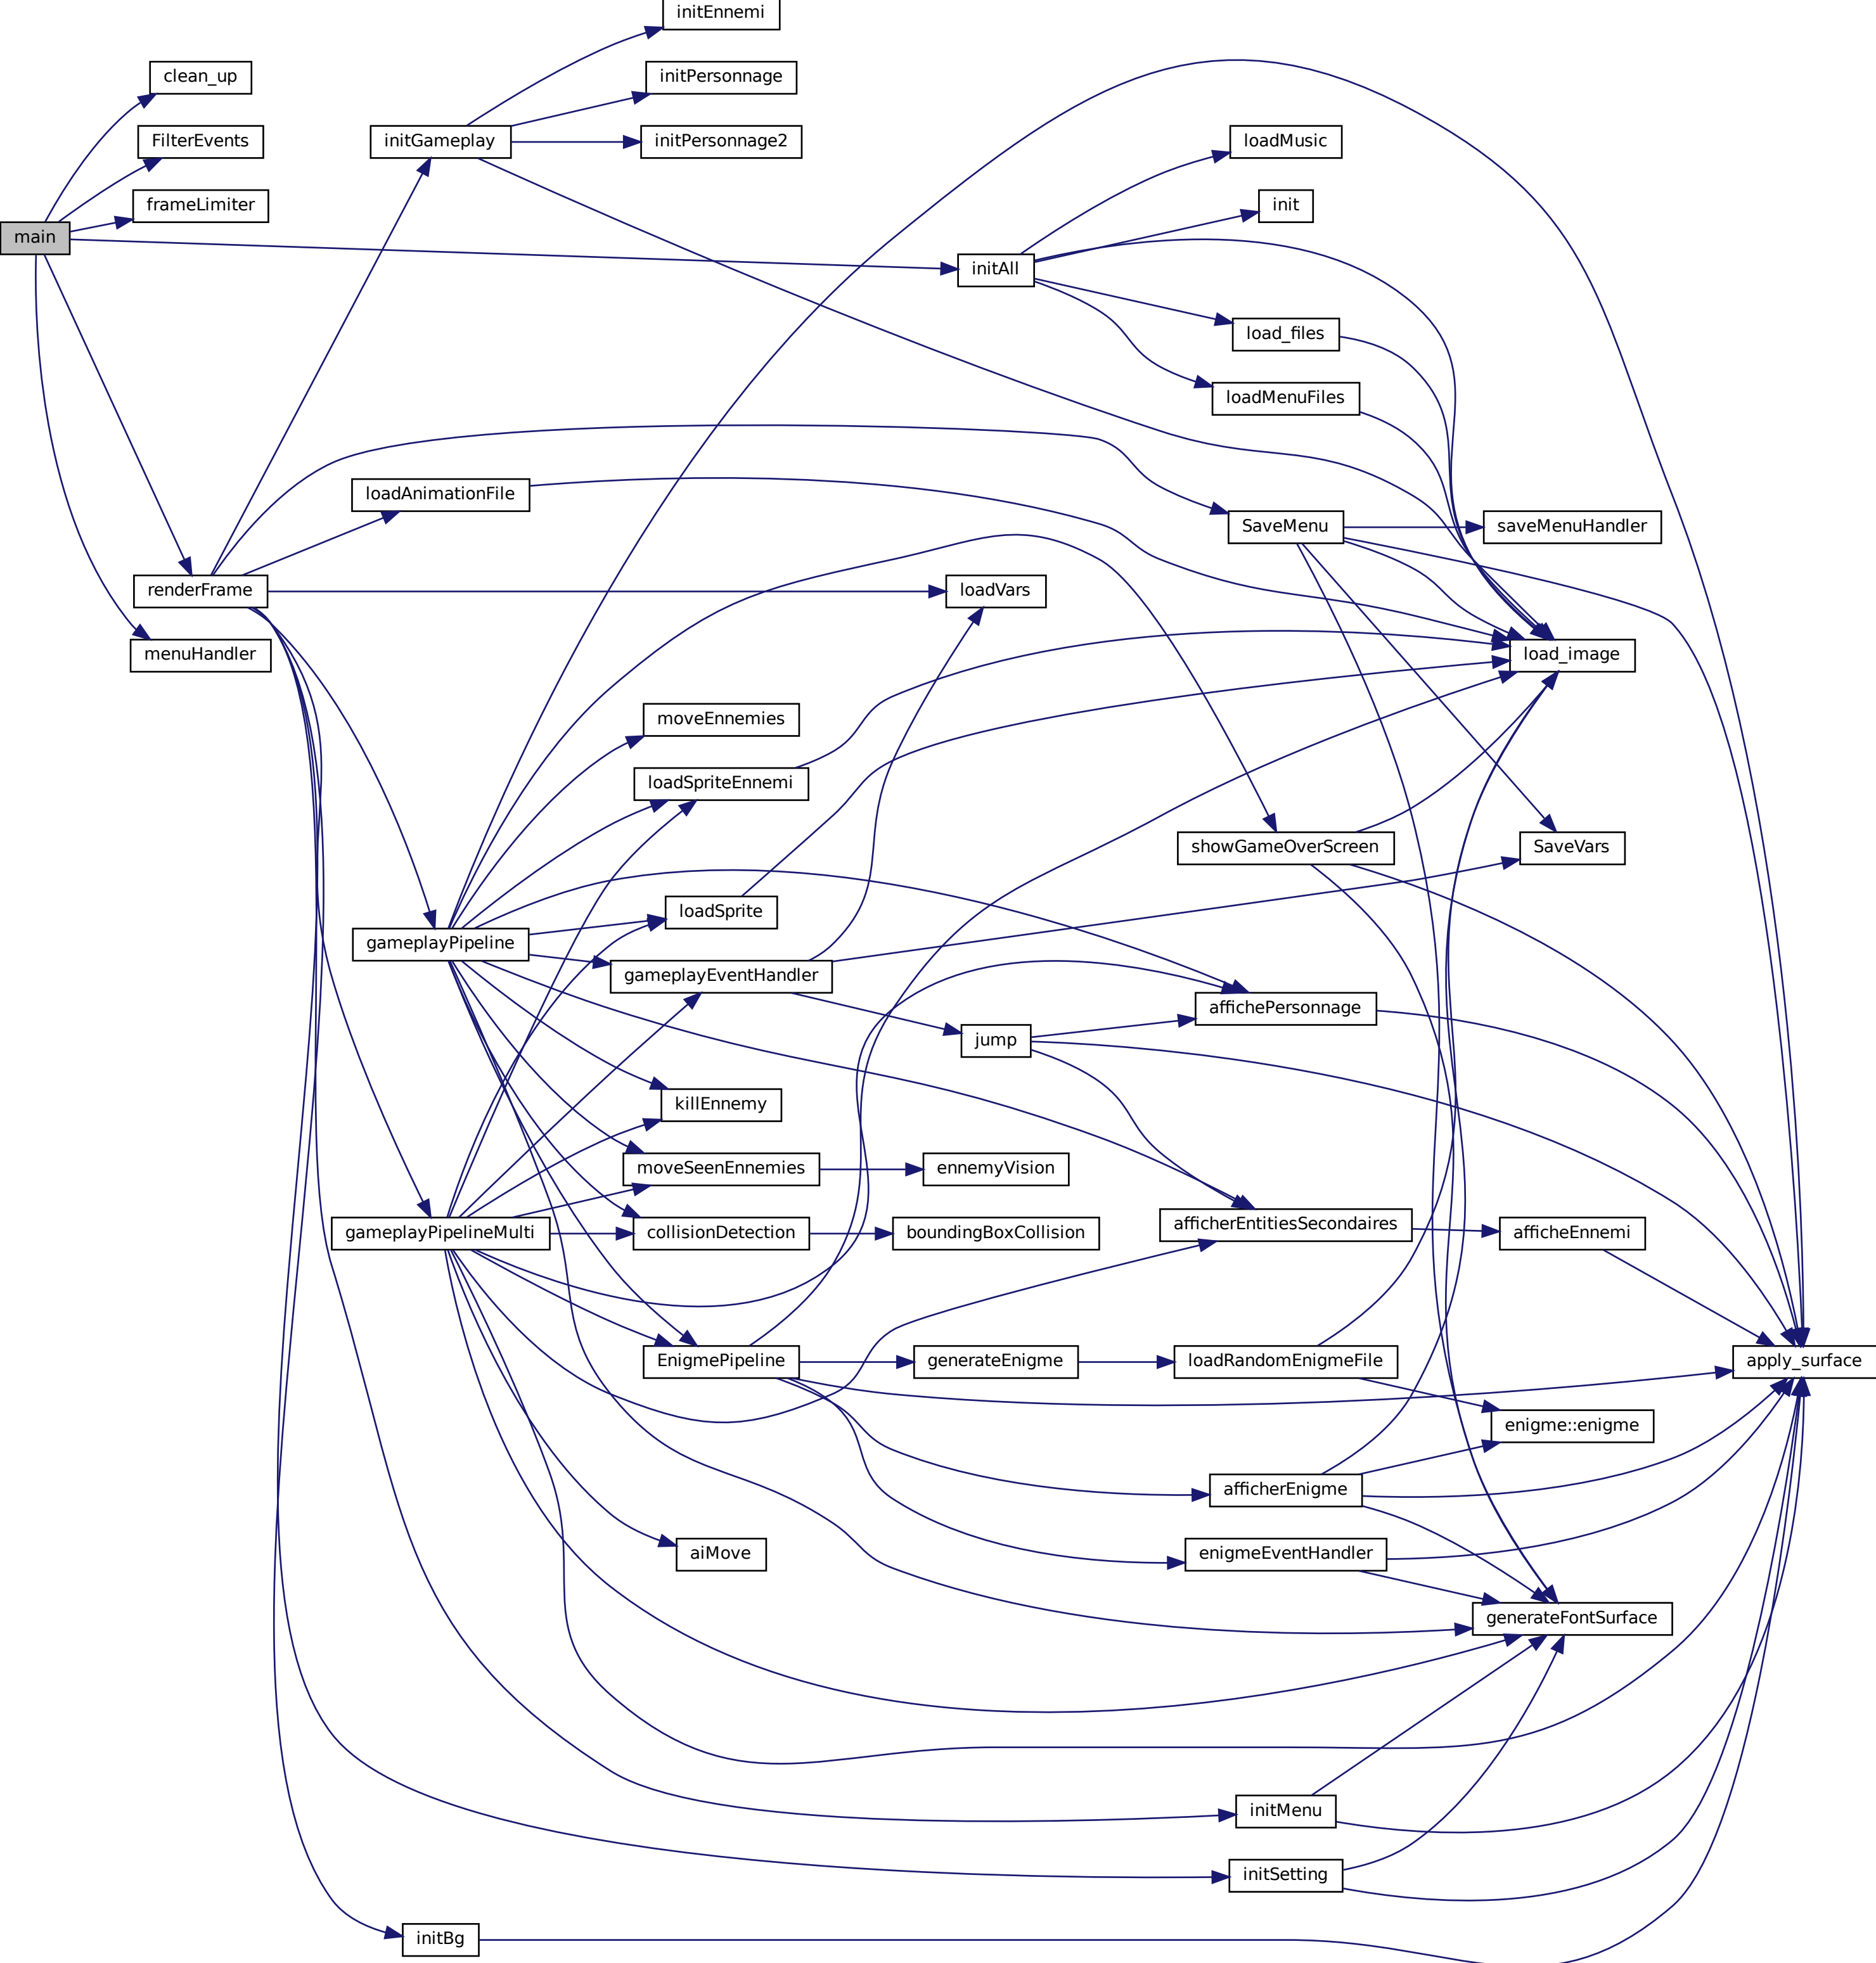 initEnnemi
clean_up
initPersonnage
FilterEvents
initGameplay
initPersonnage2
loadMusic
frameLimiter
init
main
initAll
load_files
loadMenuFiles
loadAnimationFile
SaveMenu
saveMenuHandler
renderFrame
loadVars
menuHandler
load_image
moveEnnemies
loadSpriteEnnemi
showGameOverScreen
SaveVars
loadSprite
gameplayPipeline
gameplayEventHandler
affichePersonnage
jump
killEnnemy
moveSeenEnnemies
ennemyVision
gameplayPipelineMulti
collisionDetection
boundingBoxCollision
afficherEntitiesSecondaires
afficheEnnemi
EnigmePipeline
generateEnigme
loadRandomEnigmeFile
apply_surface
enigme::enigme
afficherEnigme
aiMove
enigmeEventHandler
generateFontSurface
initMenu
initSetting
initBg